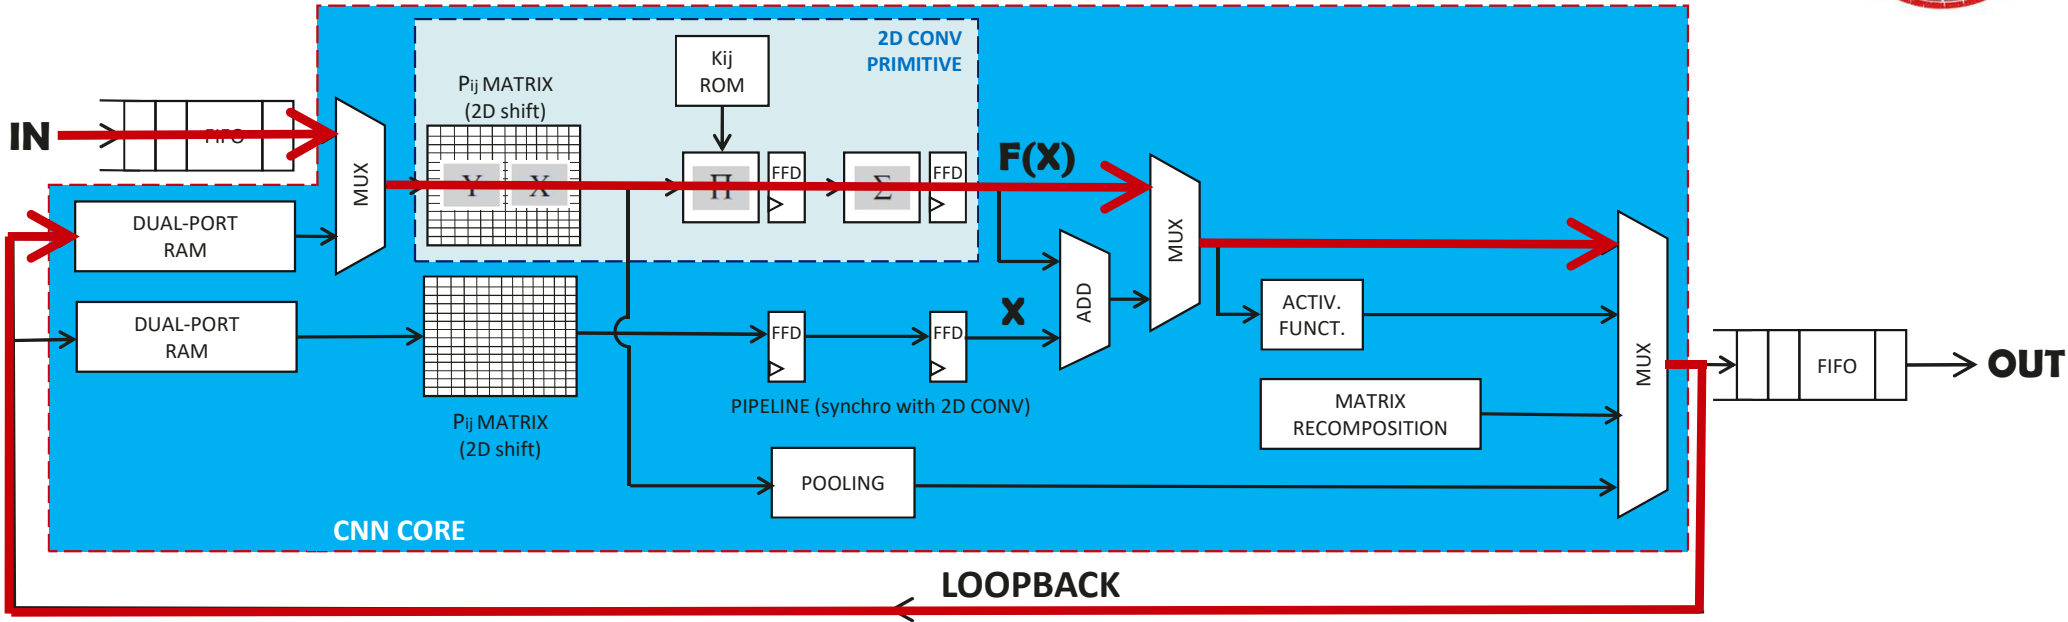 2D CONV
PRIMITIVE
Kij
ROM
Pij MATRIX
(2D shift)
IN
FIFO
MUX
Y
X
Π
FFD
Σ
FFD
F(X)
MUX
DUAL-PORT
RAM
DUAL-PORT
RAM
FFD
FFD
X
ADD
ACTIV.
FUNCT.
MUX
FIFO
OUT
Pij MATRIX
(2D shift)
PIPELINE (synchro with 2D CONV)
MATRIX
RECOMPOSITION
POOLING
CNN CORE
LOOPBACK